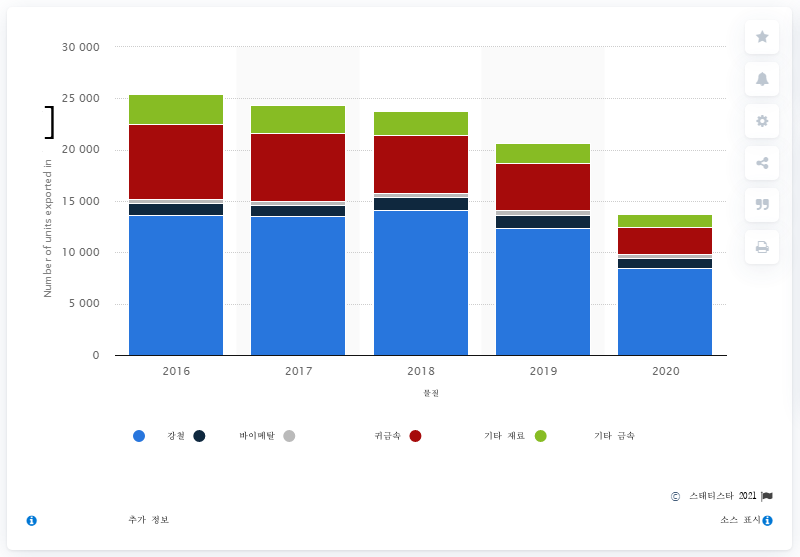 30 000
25 000
20 000
15 000
10 000
5 000
0
]
Number of units exported in
2016 2017 2018 2019 2020
물질
강철 바이메탈 귀금속 기타 재료 기타 금속
© 스태티스타 2021
추가 정보 소스 표시